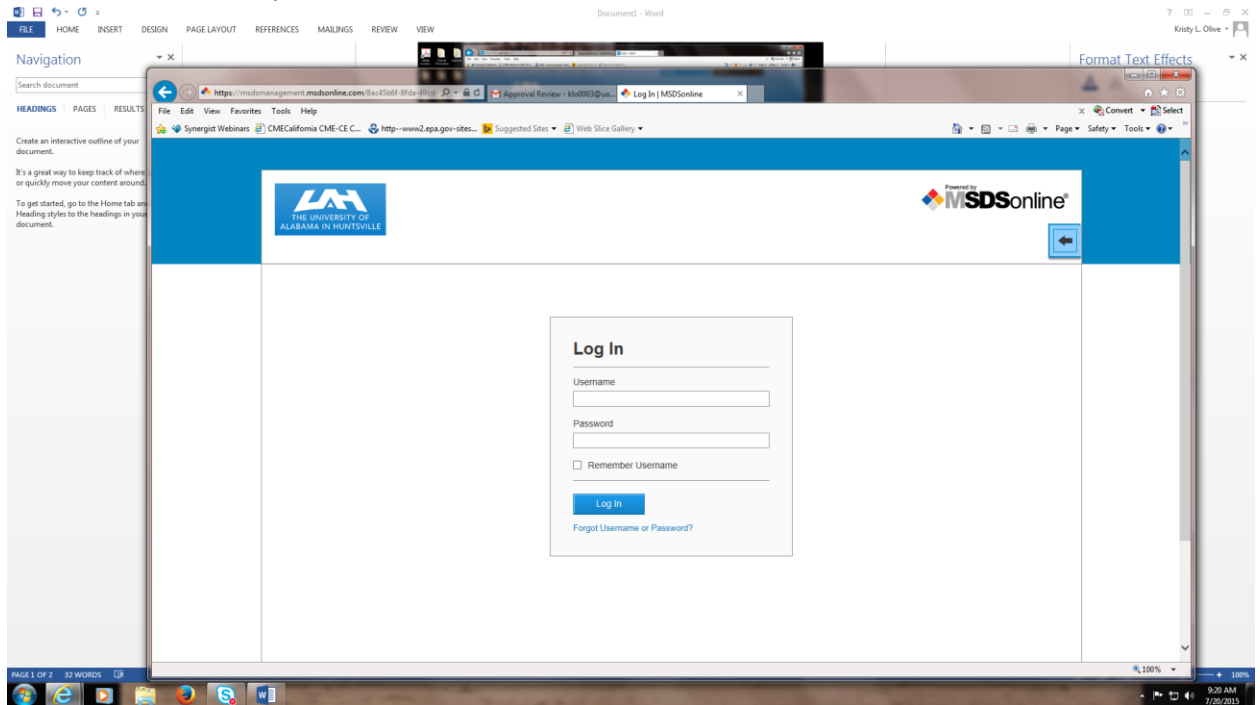 Document1 - Word
FILE HOME INSERT DESIGN PAGE LAYOUT REFERENCES MAILINGS REVIEW VIEW
Kristy L. Olive
Navigation
Format Text Effects
Search document
HEADINGS PAGES RESULTS
Create an interactive outline of your
document.
It's a great way to keep track of where
or quickly move your content around.
To get started, go to the Home tab and
Heading styles to the headings in your
document.
https://msdsmanagement.msdsonline.com
Approval Review - klo0003@ua...
Log In | MSDSonline
File Edit View Favorites Tools Help
Convert Select
Synergist Webinars CMECalifornia CME-CE C... http--www2.epa.gov-sites... Suggested Sites Web Slice Gallery
Page Safety Tools
UAH
THE UNIVERSITY OF
ALABAMA IN HUNTSVILLE
Powered by
MSDSonline®
Log In
Username
Password
Remember Username
Log In
Forgot Username or Password?
100%
PAGE 1 OF 2 32 WORDS
100%
9:20 AM
7/20/2015